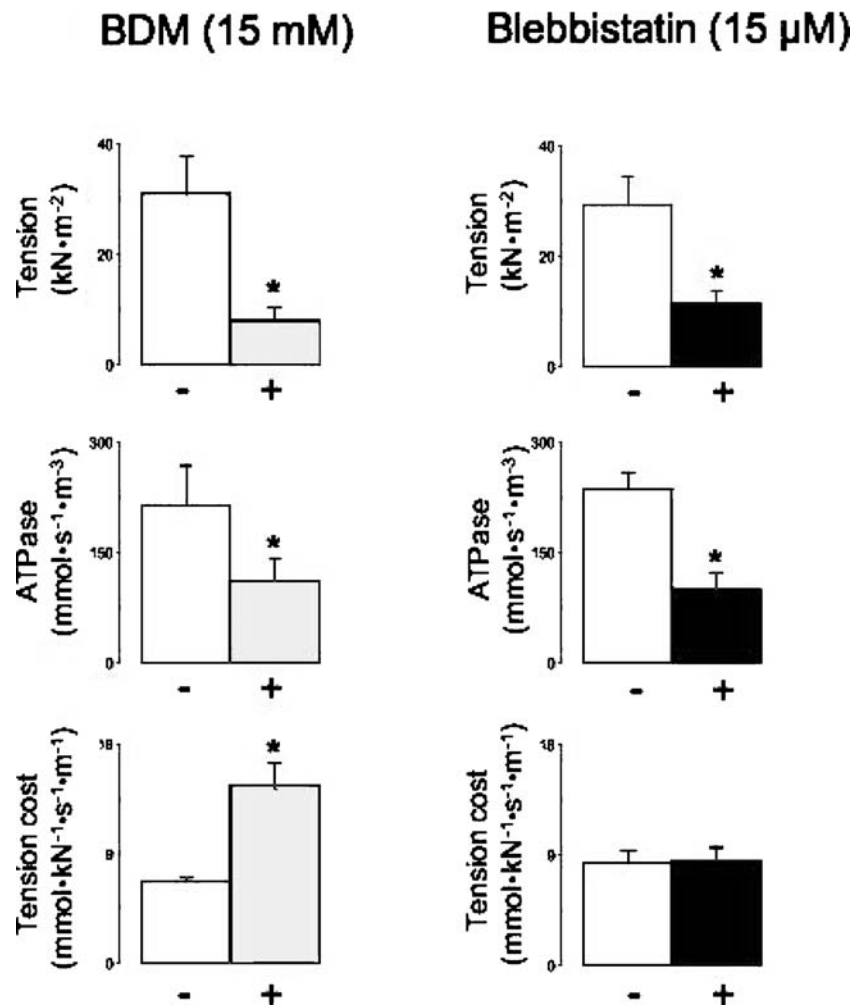 BDM (15 mM)
Blebbistatin (15 µM)
Tension
(kN•m⁻²)
40
20
0
*
- +
Tension
(kN•m⁻²)
40
20
0
*
- +
ATPase
(mmol•s⁻¹•m⁻³)
300
150
0
*
- +
ATPase
(mmol•s⁻¹•m⁻³)
300
150
0
*
- +
Tension cost
(mmol•kN⁻¹•s⁻¹•m⁻¹)
18
9
0
*
- +
Tension cost
(mmol•kN⁻¹•s⁻¹•m⁻¹)
18
9
0
- +